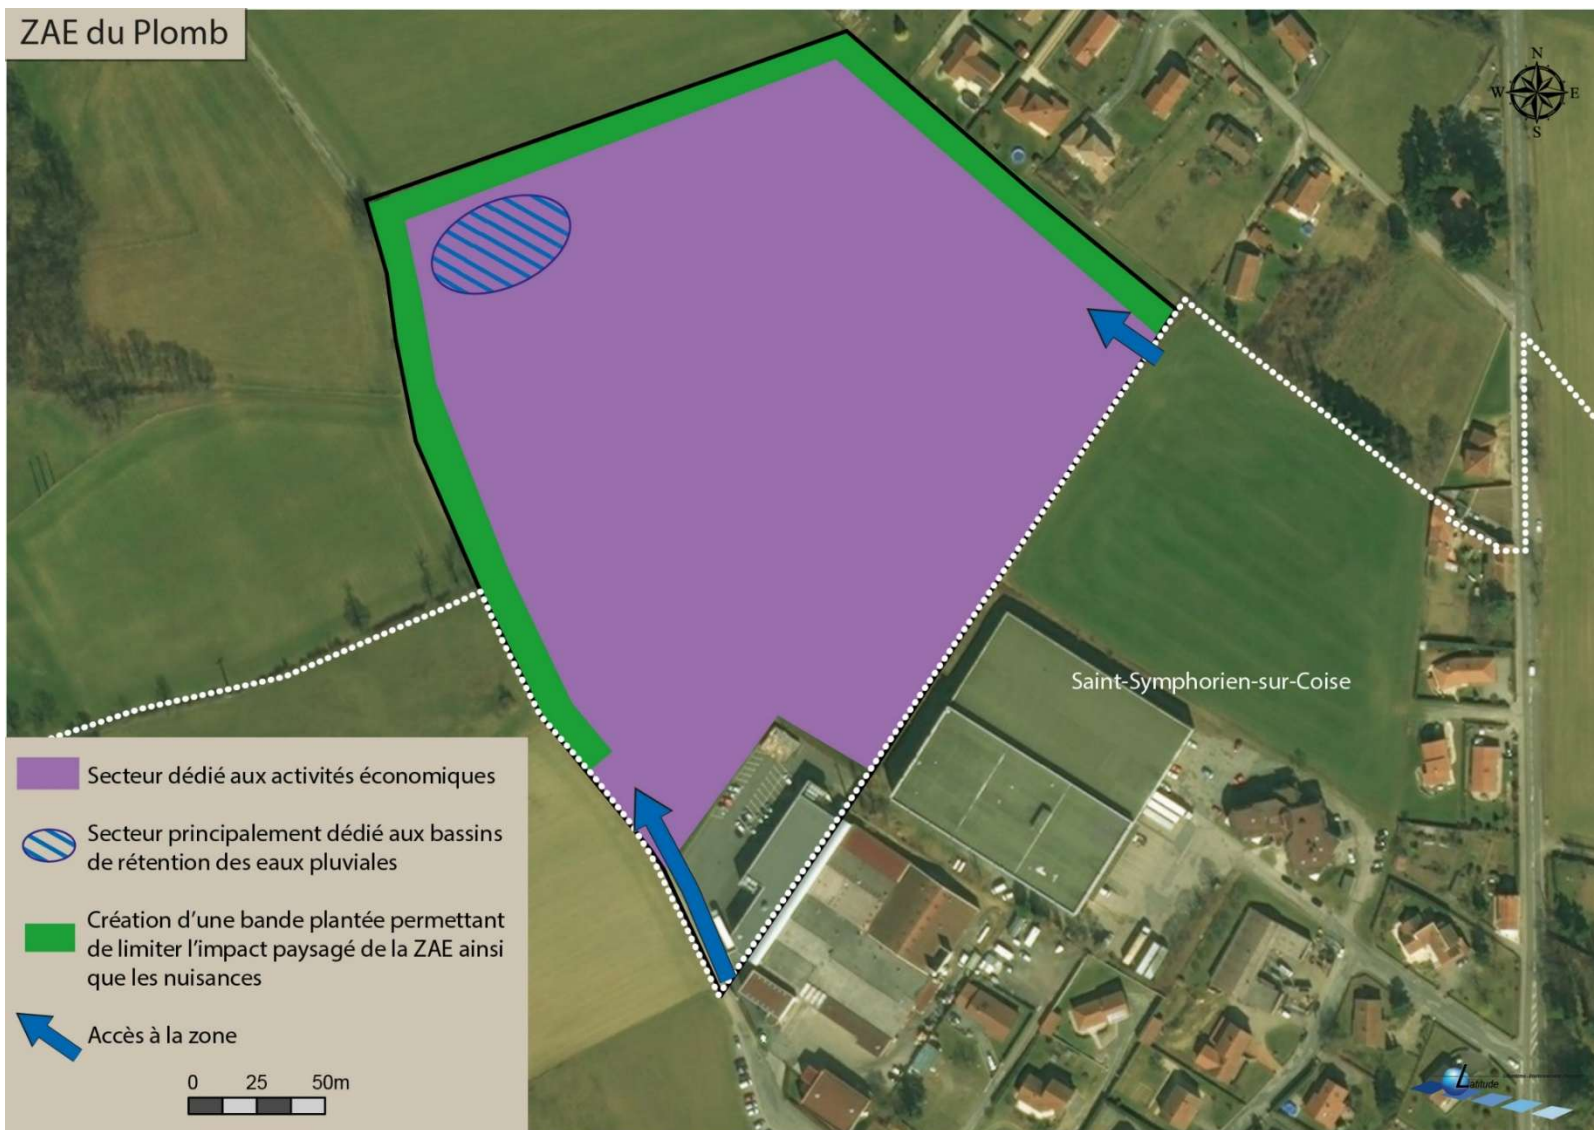 ZAE du Plomb
N
W E
S
Saint-Symphorien-sur-Coise
Secteur dédié aux activités économiques
Secteur principalement dédié aux bassins
de rétention des eaux pluviales
Création d'une bande plantée permettant
de limiter l'impact paysagé de la ZAE ainsi
que les nuisances
Accès à la zone
0 25 50m
Latitude